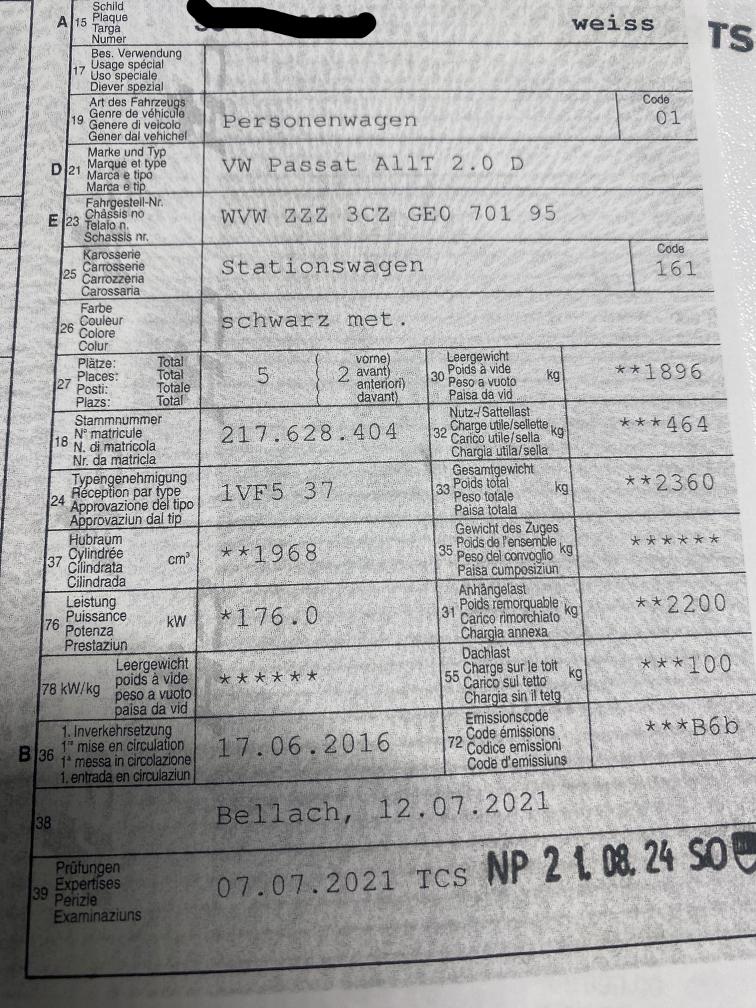 A 15 Schild
Plaque
Targa
Numer
weiss
TS
17 Bes. Verwendung
Usage spécial
Uso speciale
Diever spezial
19 Art des Fahrzeugs
Genre de véhicule
Genere di veicolo
Gener dal vehichel
Personenwagen
Code
01
D 21 Marke und Typ
Marque et type
Marca e tipo
Marca e tip
VW Passat AllT 2.0 D
E 23 Fahrgestell-Nr.
Châssis no
Telaio n.
Schassis nr.
WVW ZZZ 3CZ GE0 701 95
25 Karosserie
Carrosserie
Carrozzeria
Carossaria
Stationswagen
Code
161
26 Farbe
Couleur
Colore
Colur
schwarz met.
27 Plätze: Total
Places: Total
Posti: Totale
Plazs: Total
5
2
vorne)
avant)
anteriori)
davant)
30 Leergewicht
Poids à vide
Peso a vuoto
Paisa da vid
kg
**1896
18 Stammnummer
N° matricule
N. di matricola
Nr. da matricla
217.628.404
32 Nutz-/Sattellast
Charge utile/sellette
Carico utile/sella
Chargia utila/sella
kg
***464
24 Typengenehmigung
Réception par type
Approvazione del tipo
Approvaziun dal tip
1VF5 37
33 Gesamtgewicht
Poids total
Peso totale
Paisa totala
kg
**2360
37 Hubraum
Cylindrée
Cilindrata
Cilindrada
cm³
**1968
35 Gewicht des Zuges
Poids de l'ensemble
Peso del convoglio
Paisa cumposiziun
kg
******
76 Leistung
Puissance
Potenza
Prestaziun
kW
*176.0
31 Anhängelast
Poids remorquable
Carico rimorchiato
Chargia annexa
kg
**2200
78 kW/kg
Leergewicht
poids à vide
peso a vuoto
paisa da vid
******
55 Dachlast
Charge sur le toit
Carico sul tetto
Chargia sin il tetg
kg
***100
B 36 1. Inverkehrsetzung
1re mise en circulation
1a messa in circolazione
1. entrada en circulaziun
17.06.2016
72 Emissionscode
Code émissions
Codice emissioni
Code d'emissiuns
***B6b
38
Bellach, 12.07.2021
39 Prüfungen
Expertises
Perizie
Examinaziuns
07.07.2021 TCS NP 21.08.24 SO